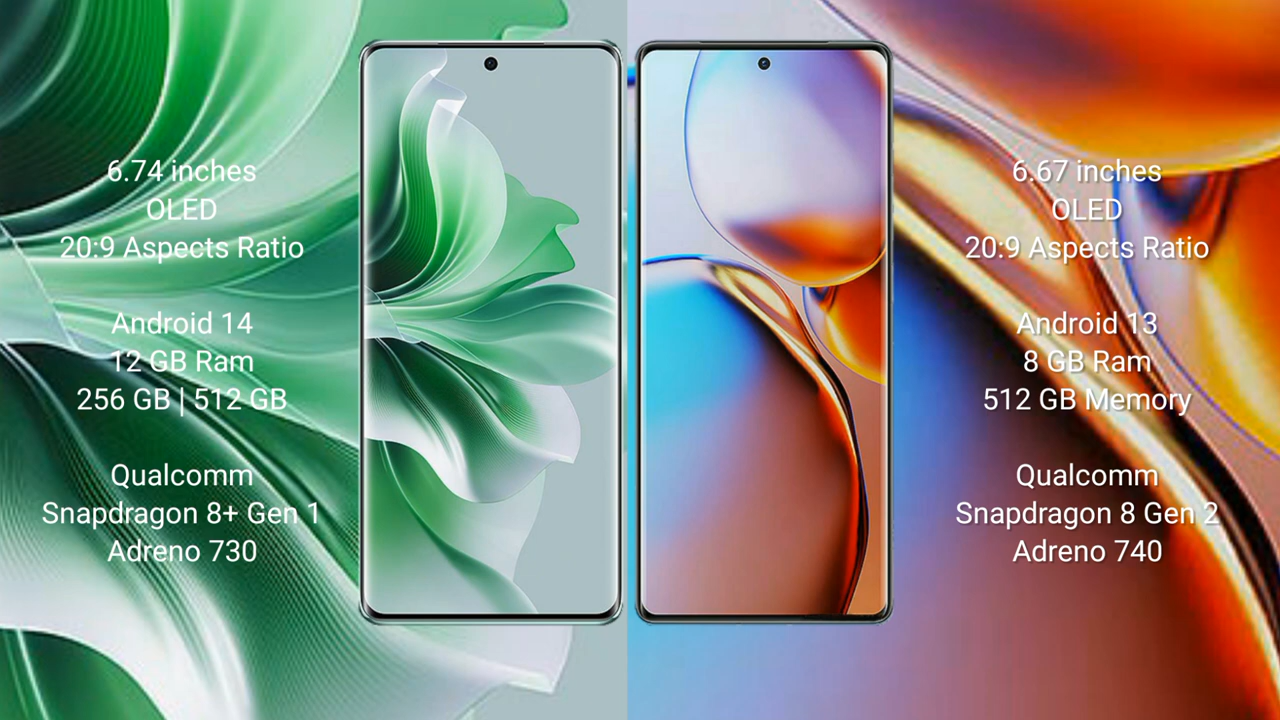 6.74 inches
OLED
20:9 Aspects Ratio
Android 14
12 GB Ram
256 GB | 512 GB
Qualcomm
Snapdragon 8+ Gen 1
Adreno 730
6.67 inches
OLED
20:9 Aspects Ratio
Android 13
8 GB Ram
512 GB Memory
Qualcomm
Snapdragon 8 Gen 2
Adreno 740